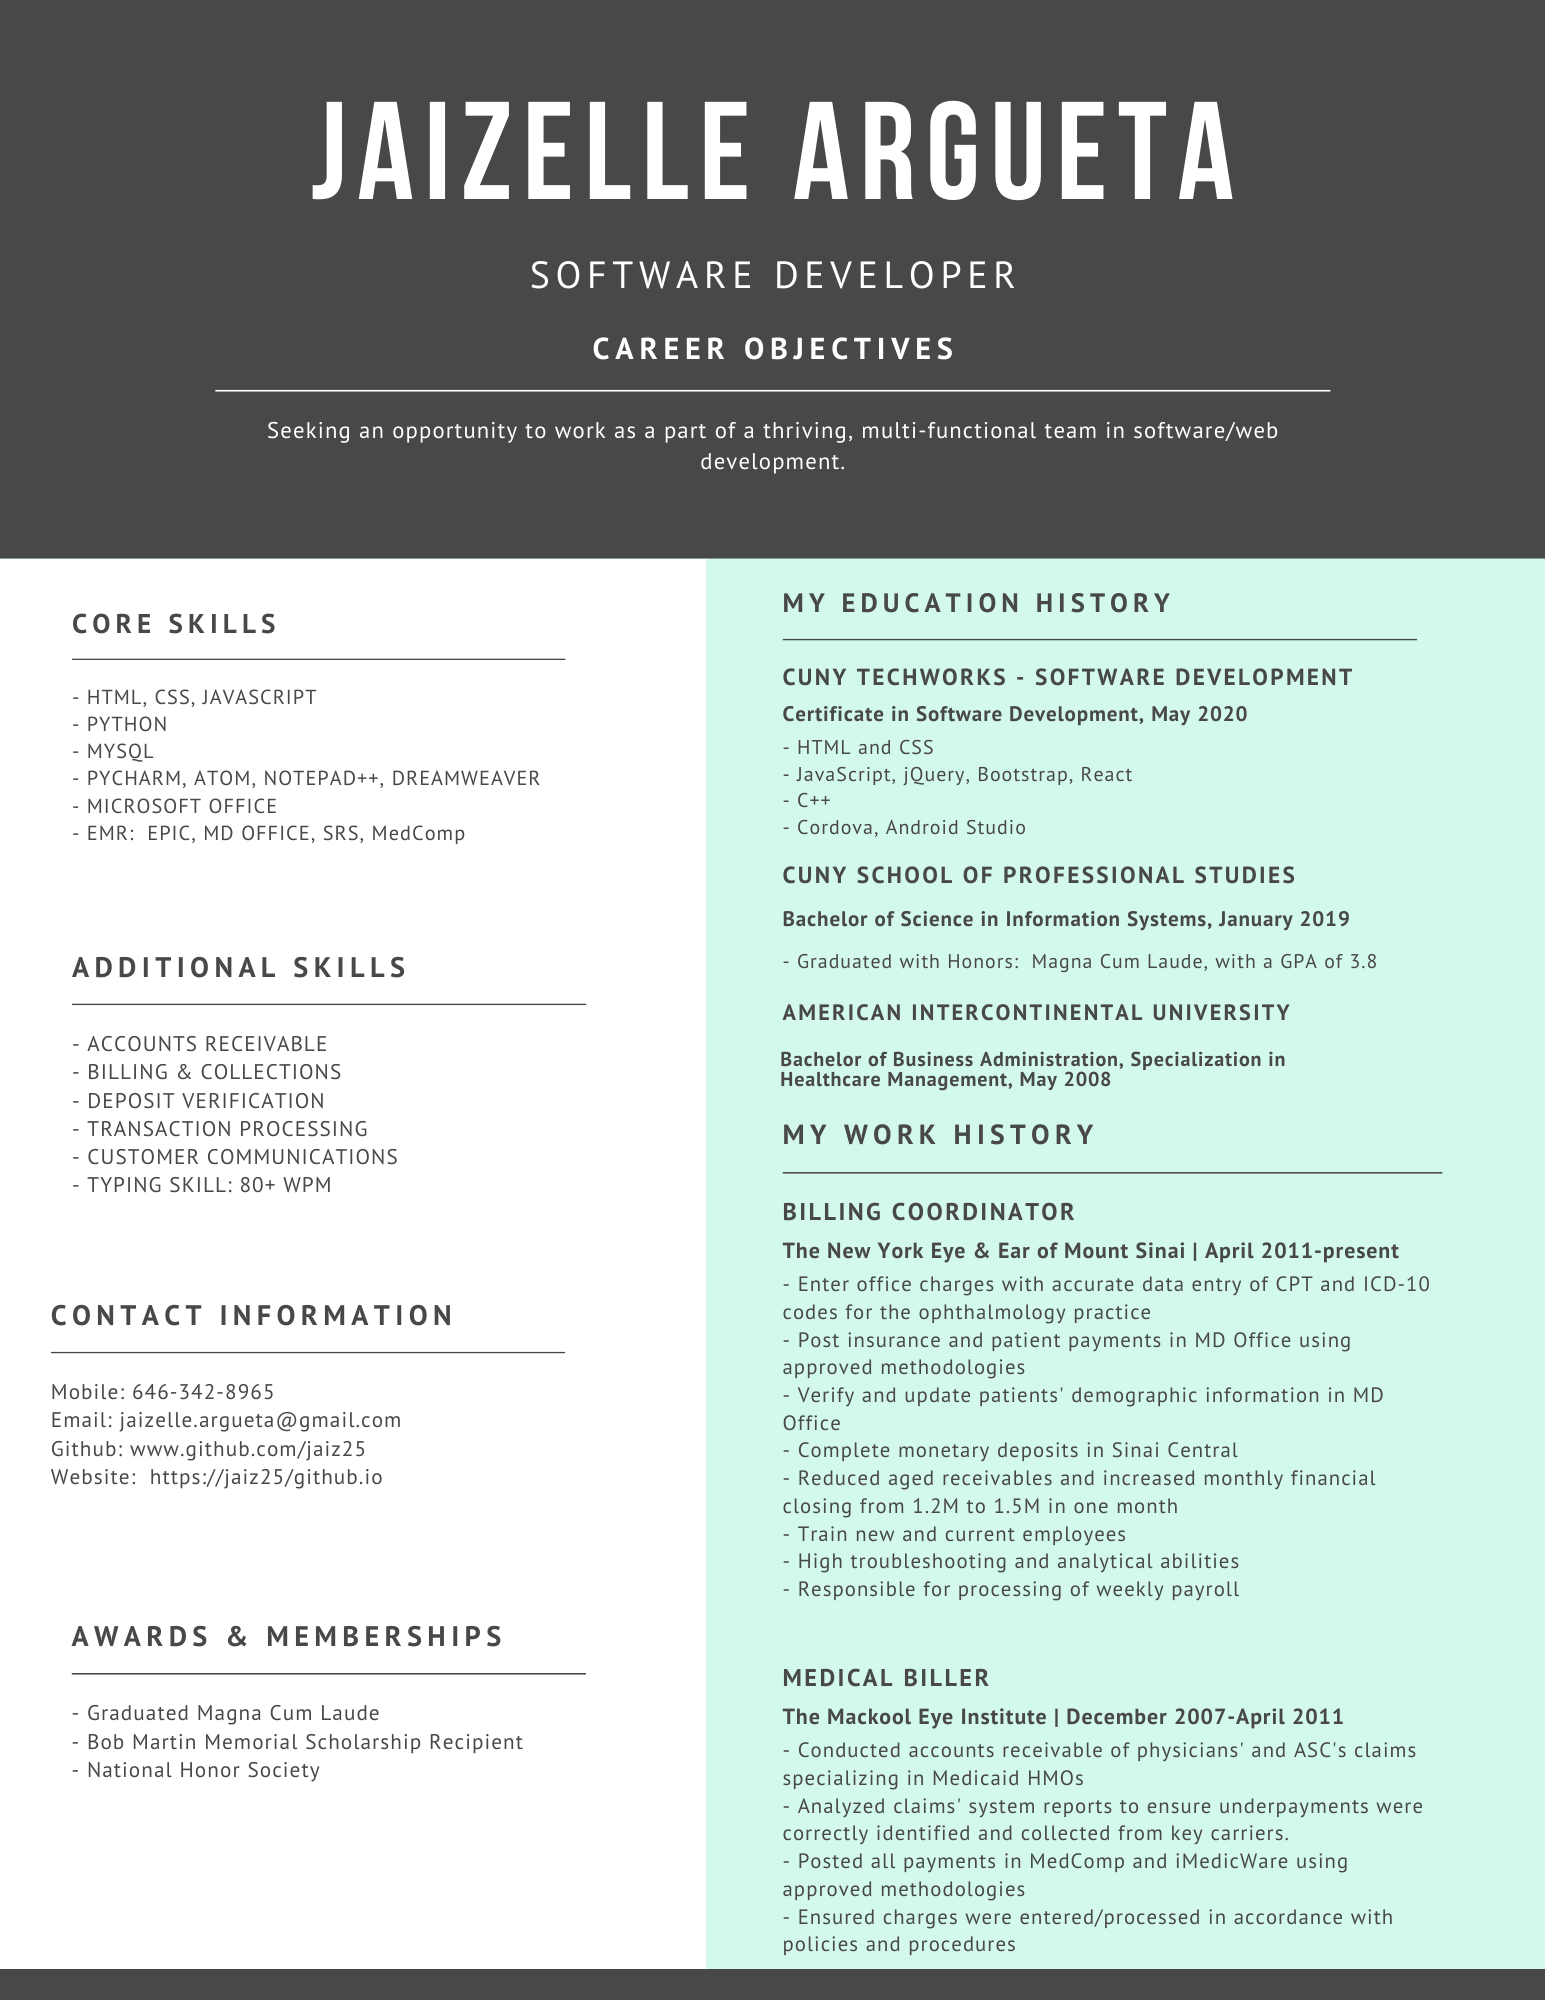 JAIZELLE ARGUETA
SOFTWARE DEVELOPER
CAREER OBJECTIVES
Seeking an opportunity to work as a part of a thriving, multi-functional team in software/web
development.
CORE SKILLS
- HTML, CSS, JAVASCRIPT
- PYTHON
- MYSQL
- PYCHARM, ATOM, NOTEPAD++, DREAMWEAVER
- MICROSOFT OFFICE
- EMR:  EPIC, MD OFFICE, SRS, MedComp
ADDITIONAL SKILLS
- ACCOUNTS RECEIVABLE
- BILLING & COLLECTIONS
- DEPOSIT VERIFICATION
- TRANSACTION PROCESSING
- CUSTOMER COMMUNICATIONS
- TYPING SKILL: 80+ WPM
CONTACT INFORMATION
Mobile: 646-342-8965
Email: jaizelle.argueta@gmail.com
Github: www.github.com/jaiz25
Website:  https://jaiz25/github.io
AWARDS & MEMBERSHIPS
- Graduated Magna Cum Laude
- Bob Martin Memorial Scholarship Recipient
- National Honor Society
MY EDUCATION HISTORY
CUNY TECHWORKS - SOFTWARE DEVELOPMENT
Certificate in Software Development, May 2020
- HTML and CSS
- JavaScript, jQuery, Bootstrap, React
- C++
- Cordova, Android Studio
CUNY SCHOOL OF PROFESSIONAL STUDIES
Bachelor of Science in Information Systems, January 2019
- Graduated with Honors:  Magna Cum Laude, with a GPA of 3.8
AMERICAN INTERCONTINENTAL UNIVERSITY
Bachelor of Business Administration, Specialization in
Healthcare Management, May 2008
MY WORK HISTORY
BILLING COORDINATOR
The New York Eye & Ear of Mount Sinai | April 2011-present
- Enter office charges with accurate data entry of CPT and ICD-10
codes for the ophthalmology practice
- Post insurance and patient payments in MD Office using
approved methodologies
- Verify and update patients' demographic information in MD
Office
- Complete monetary deposits in Sinai Central
- Reduced aged receivables and increased monthly financial
closing from 1.2M to 1.5M in one month
- Train new and current employees
- High troubleshooting and analytical abilities
- Responsible for processing of weekly payroll
MEDICAL BILLER
The Mackool Eye Institute | December 2007-April 2011
- Conducted accounts receivable of physicians' and ASC's claims
specializing in Medicaid HMOs
- Analyzed claims' system reports to ensure underpayments were
correctly identified and collected from key carriers.
- Posted all payments in MedComp and iMedicWare using
approved methodologies
- Ensured charges were entered/processed in accordance with
policies and procedures